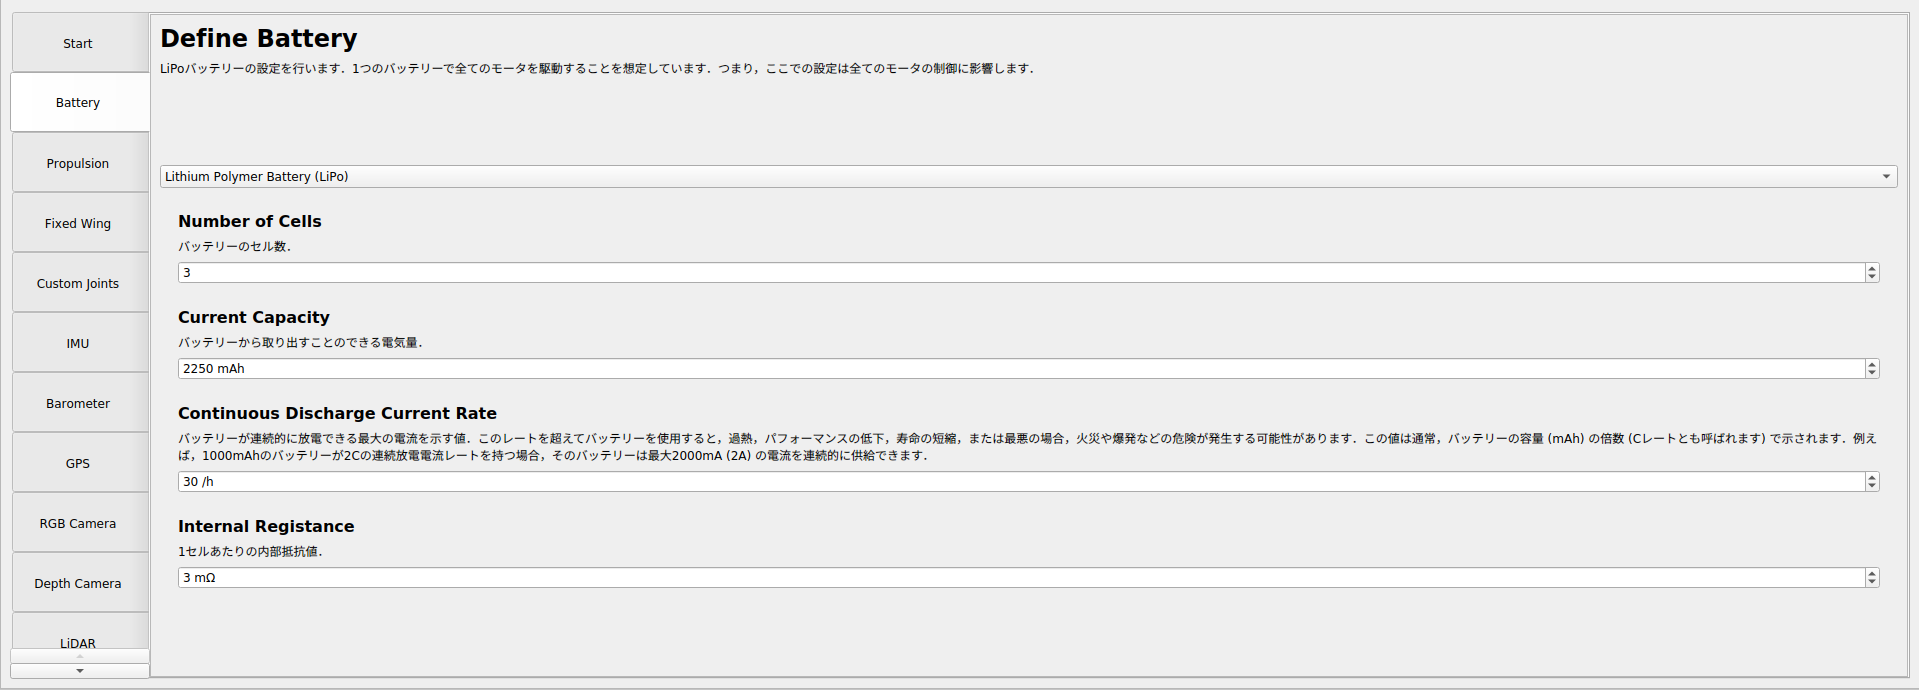 Start
Battery
Propulsion
Fixed Wing
Custom Joints
IMU
Barometer
GPS
RGB Camera
Depth Camera
LiDAR
Define Battery
LiPoバッテリーの設定を行います．1つのバッテリーで全てのモータを駆動することを想定しています．つまり，ここでの設定は全てのモータの制御に影響します．
Lithium Polymer Battery (LiPo)
Number of Cells
バッテリーのセル数．
3
Current Capacity
バッテリーから取り出すことのできる電気量．
2250 mAh
Continuous Discharge Current Rate
バッテリーが連続的に放電できる最大の電流を示す値．このレートを超えてバッテリーを使用すると，過熱，パフォーマンスの低下，寿命の短縮，または最悪の場合，火災や爆発などの危険が発生する可能性があります．この値は通常，バッテリーの容量 (mAh) の倍数 (Cレートとも呼ばれます) で示されます．例え
ば，1000mAhのバッテリーが2Cの連続放電電流レートを持つ場合，そのバッテリーは最大2000mA (2A) の電流を連続的に供給できます．
30 /h
Internal Registance
1セルあたりの内部抵抗値．
3 mΩ